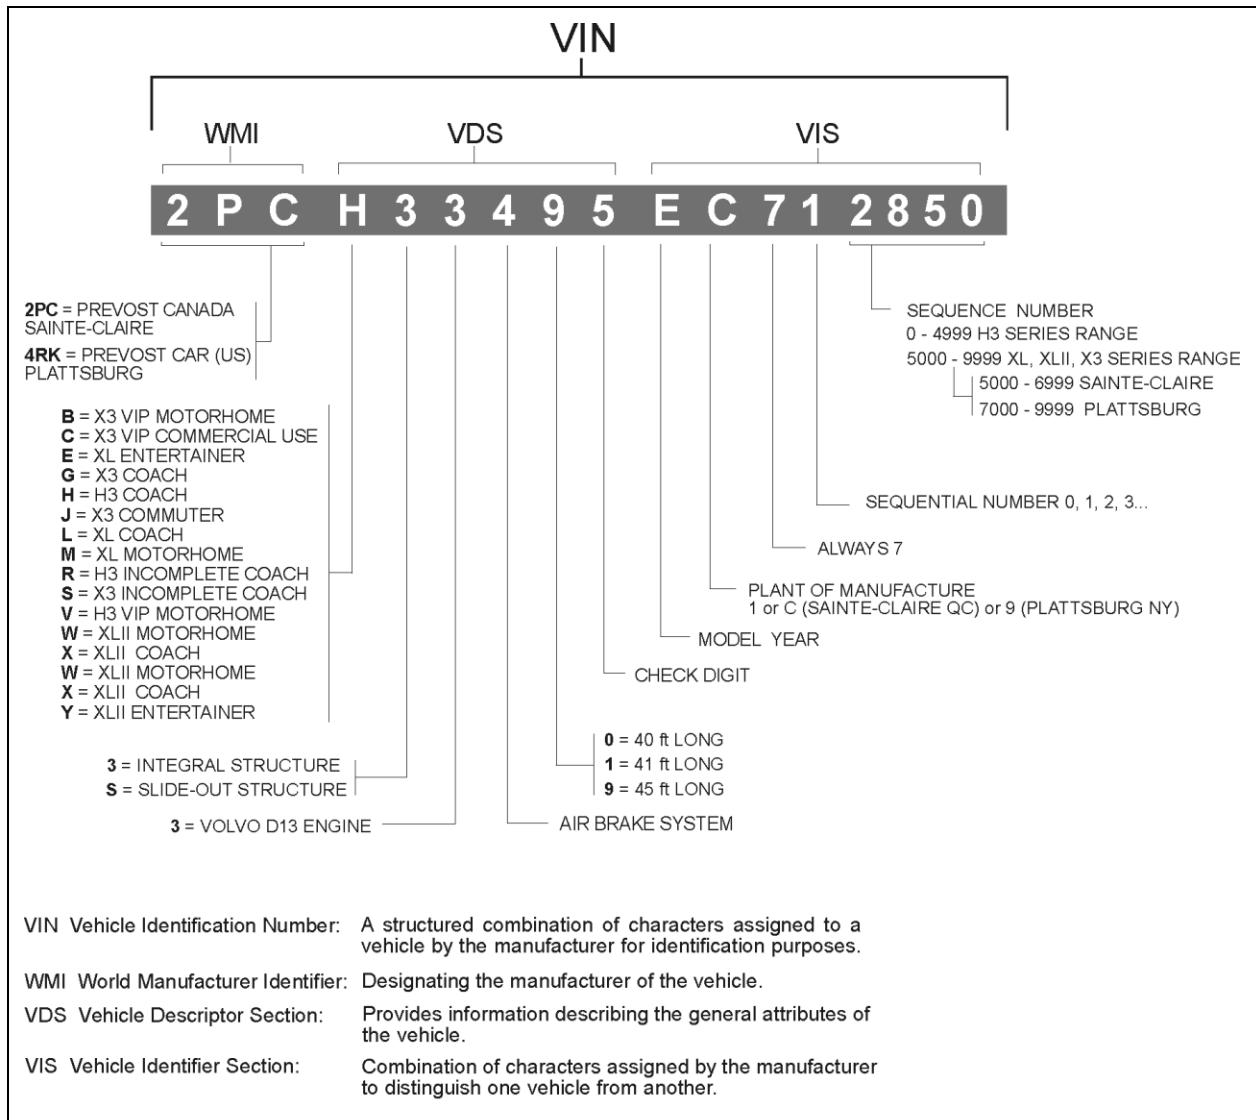 VIN
WMI VDS VIS
2 P C H 3 3 4 9 5 E C 7 1 2 8 5 0
2PC = PREVOST CANADA
SAINTE-CLAIRE
4RK = PREVOST CAR (US)
PLATTSBURG
SEQUENCE NUMBER
0 - 4999 H3 SERIES RANGE
5000 - 9999 XL, XLII, X3 SERIES RANGE
5000 - 6999 SAINTE-CLAIRE
7000 - 9999 PLATTSBURG
B = X3 VIP MOTORHOME
C = X3 VIP COMMERCIAL USE
E = XL ENTERTAINER
G = X3 COACH
H = H3 COACH
J = X3 COMMUTER
L = XL COACH
M = XL MOTORHOME
R = H3 INCOMPLETE COACH
S = X3 INCOMPLETE COACH
V = H3 VIP MOTORHOME
W = XLII MOTORHOME
X = XLII COACH
W = XLII MOTORHOME
X = XLII COACH
Y = XLII ENTERTAINER
SEQUENTIAL NUMBER 0, 1, 2, 3...
ALWAYS 7
PLANT OF MANUFACTURE
1 or C (SAINTE-CLAIRE QC) or 9 (PLATTSBURG NY)
MODEL YEAR
CHECK DIGIT
0 = 40 ft LONG
1 = 41 ft LONG
9 = 45 ft LONG
3 = INTEGRAL STRUCTURE
S = SLIDE-OUT STRUCTURE
3 = VOLVO D13 ENGINE
AIR BRAKE SYSTEM
VIN Vehicle Identification Number: A structured combination of characters assigned to a
vehicle by the manufacturer for identification purposes.
WMI World Manufacturer Identifier: Designating the manufacturer of the vehicle.
VDS Vehicle Descriptor Section: Provides information describing the general attributes of
the vehicle.
VIS Vehicle Identifier Section: Combination of characters assigned by the manufacturer
to distinguish one vehicle from another.